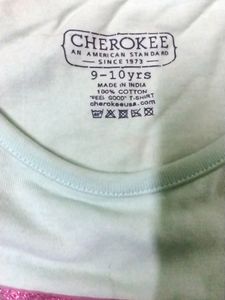 CHEROKEE
AN AMERICAN STANDARD
SINCE 1973
9-10yrs
MADE IN INDIA
100% COTTON
"FEEL GOOD" T-SHIRT
cherokeeusa.com